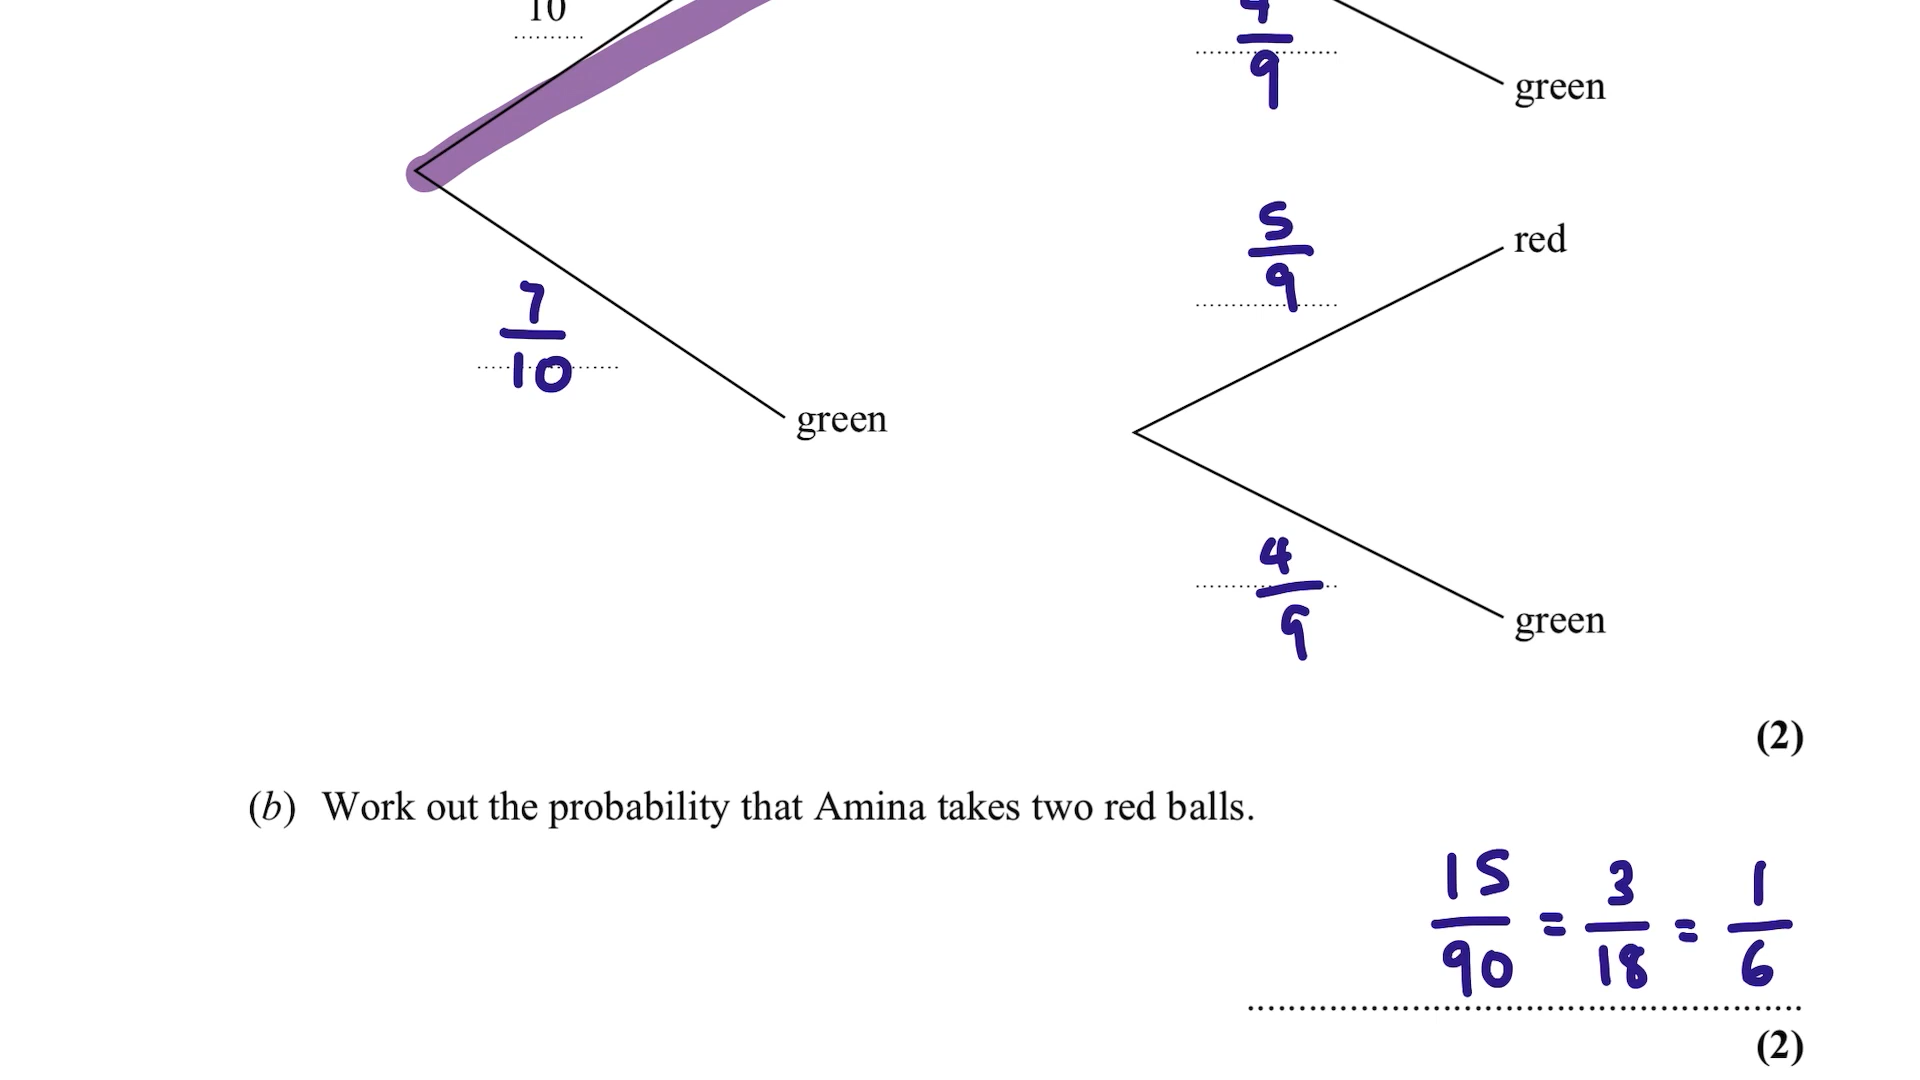 10
4
9
green
5
9
red
7
10
green
4
9
green
(2)
(b) Work out the probability that Amina takes two red balls.
15/90 = 3/18 = 1/6
(2)